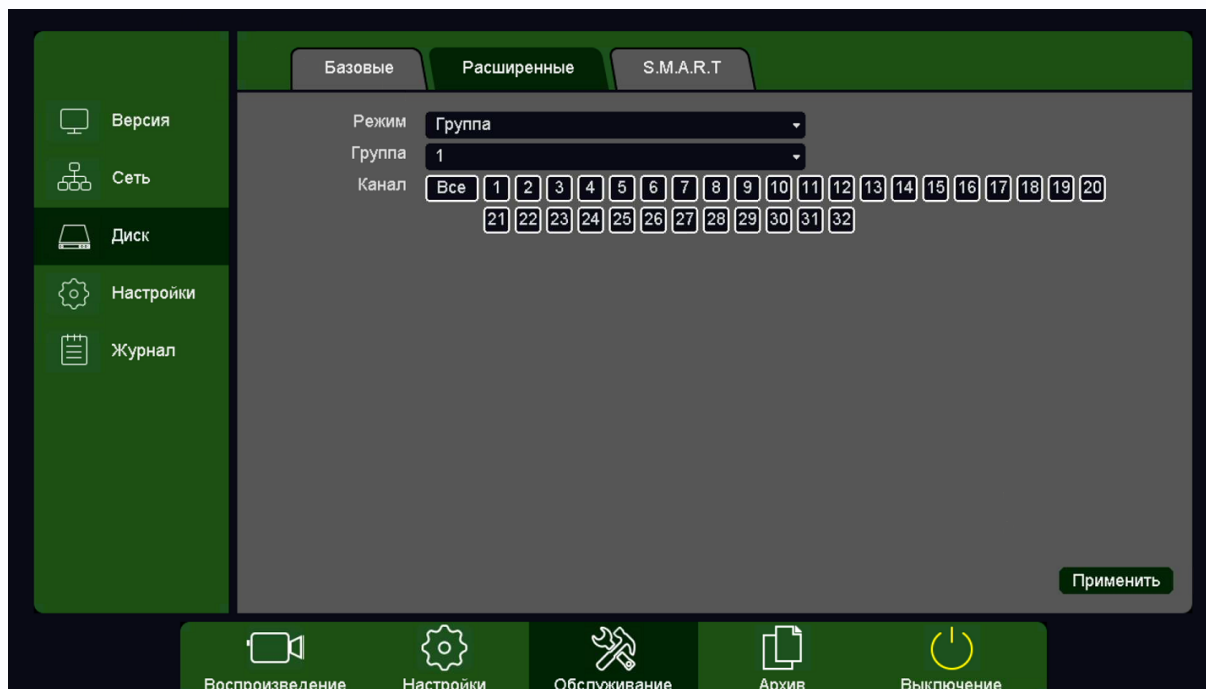 Базовые Расширенные S.M.A.R.T
Версия
Сеть
Диск
Настройки
Журнал
Режим Группа
Группа 1
Канал Все 1 2 3 4 5 6 7 8 9 10 11 12 13 14 15 16 17 18 19 20
21 22 23 24 25 26 27 28 29 30 31 32
Применить
Воспроизведение Настройки Обслуживание Архив Выключение